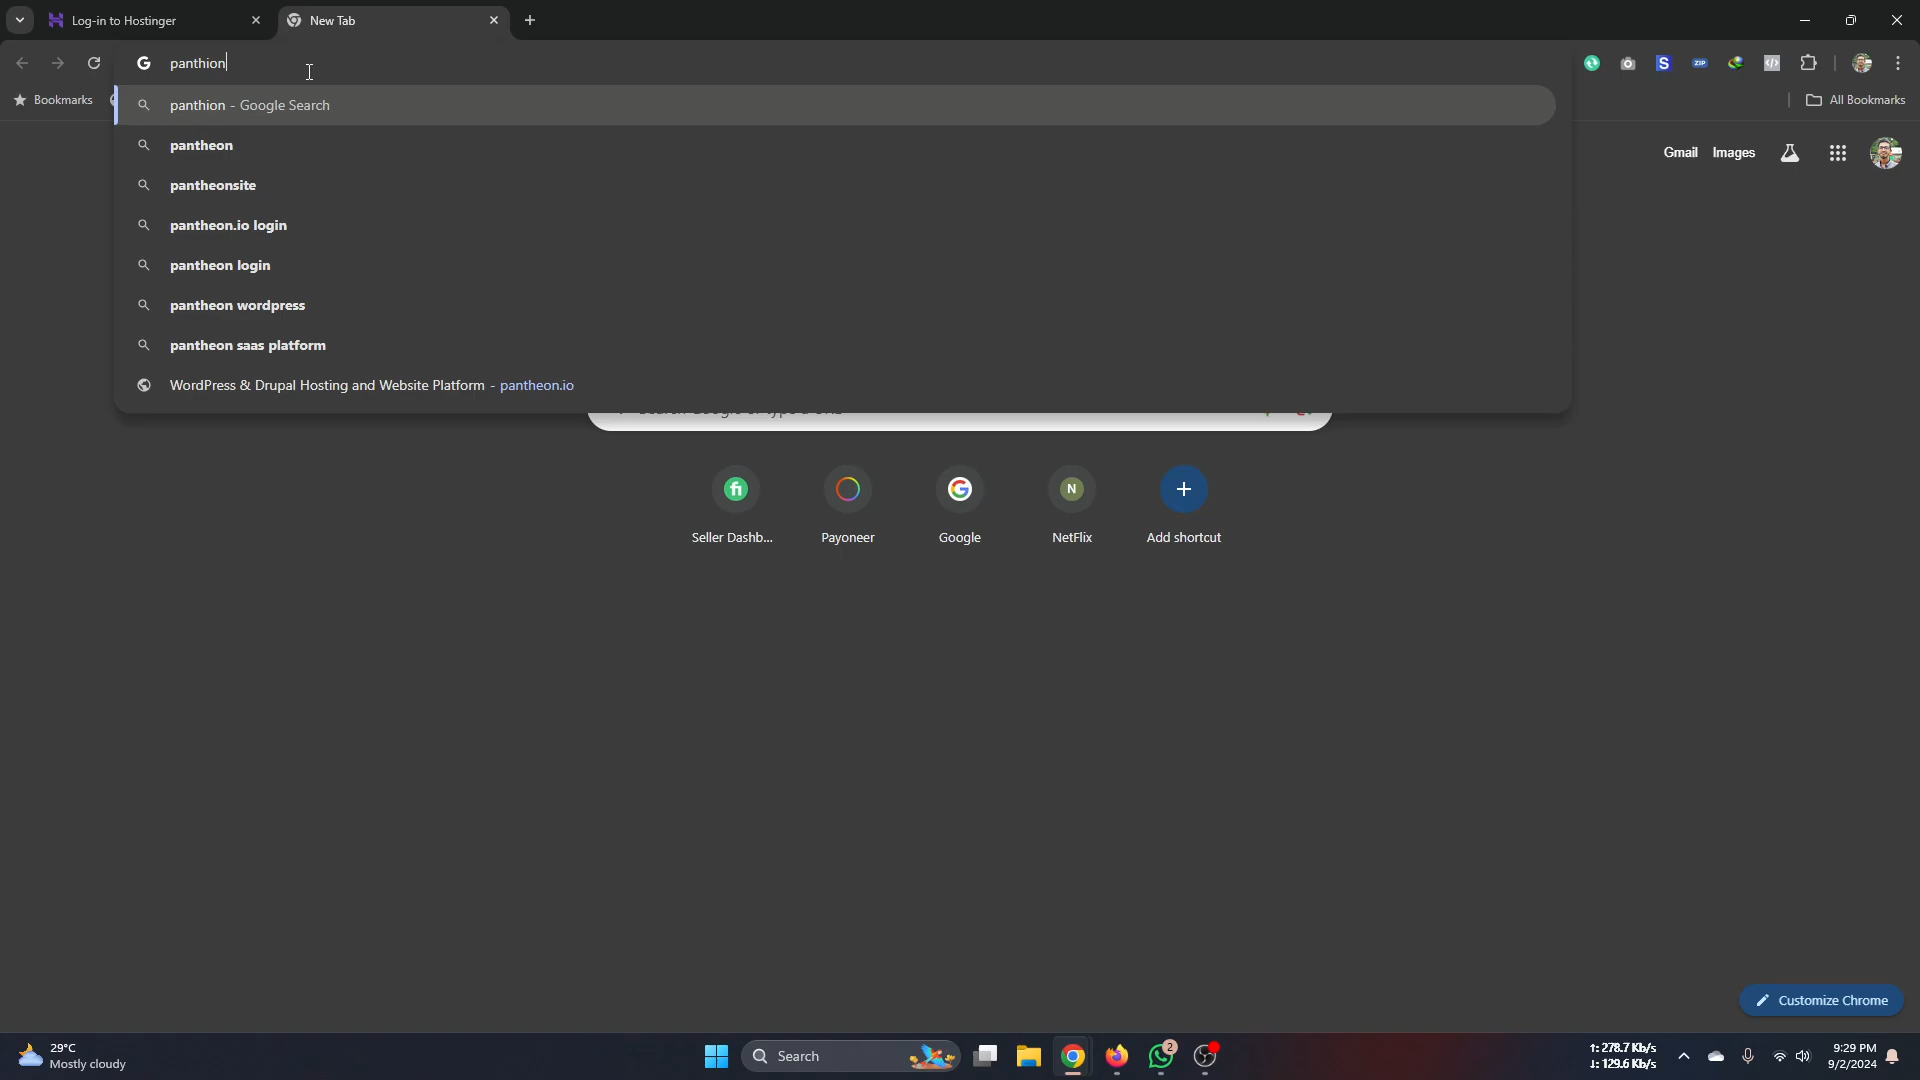 Log-in to Hostinger
New Tab
panthion
Bookmarks
All Bookmarks
panthion - Google Search
pantheon
pantheonsite
pantheon.io login
pantheon login
pantheon wordpress
pantheon saas platform
WordPress & Drupal Hosting and Website Platform - pantheon.io
ZIP
S
Gmail
Images
fi
N
Seller Dashb...
Payoneer
Google
NetFlix
Add shortcut
Customize Chrome
29°C
Mostly cloudy
Search
2
↑: 278.7 Kb/s
↓: 129.6 Kb/s
9:29 PM
9/2/2024